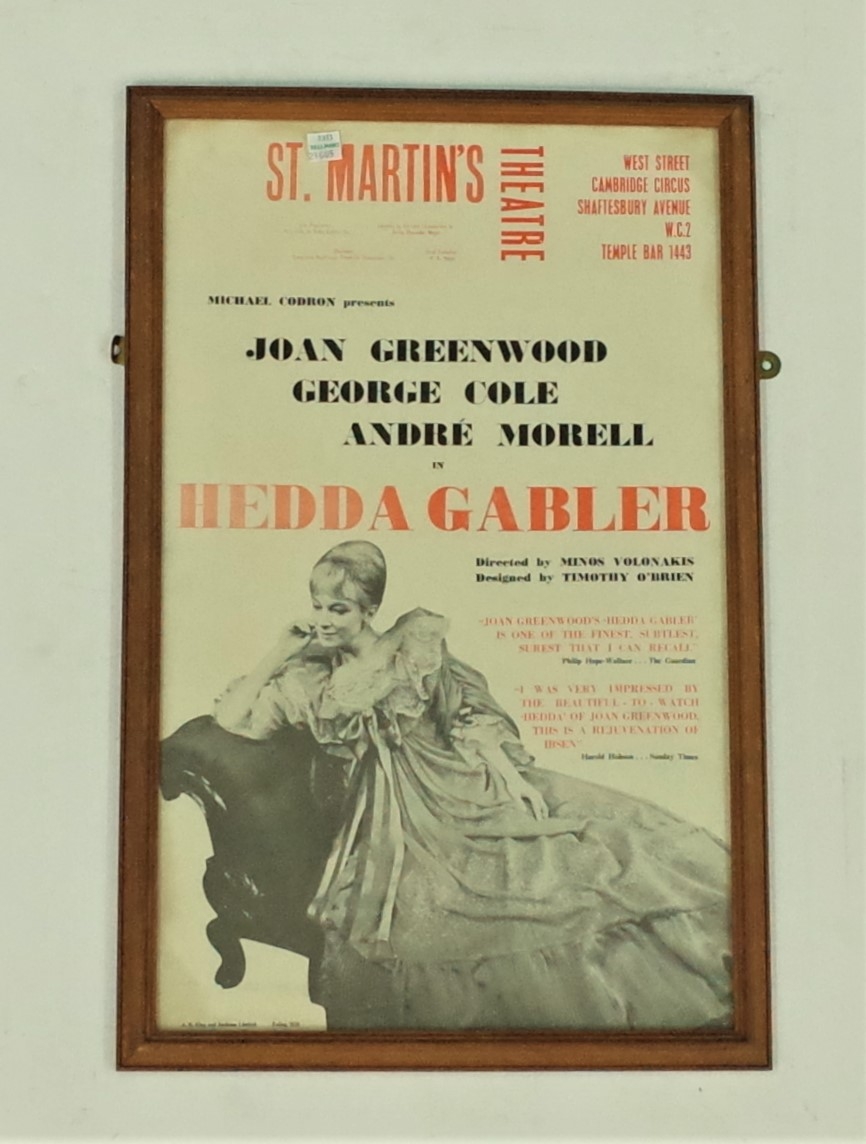 ST. MARTIN'S THEATRE
WEST STREET
CAMBRIDGE CIRCUS
SHAFTESBURY AVENUE
W.C.2
TEMPLE BAR 1443
MICHAEL CODRON presents
JOAN GREENWOOD
GEORGE COLE
ANDRÉ MORELL
IN
HEDDA GABLER
Directed by MINOS VOLONAKIS
Designed by TIMOTHY O'BRIEN
"JOAN GREENWOOD'S 'HEDDA GABLER'
IS ONE OF THE FINEST, SUBTLEST,
SUREST THAT I CAN RECALL"
Philip Hope-Wallace . . . The Guardian
"I WAS VERY IMPRESSED BY
THE BEAUTIFUL - TO - WATCH
'HEDDA' OF JOAN GREENWOOD,
THIS IS A REJUVENATION OF
IBSEN"
Harold Hobson . . . Sunday Times